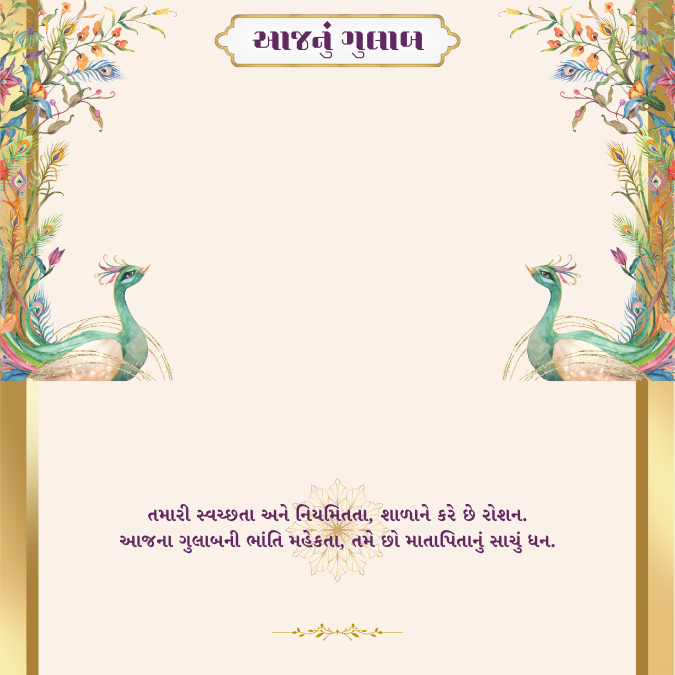 આજનું ગુલાબ
તમારી સ્વચ્છતા અને નિયમિતતા, શાળાને કરે છે રોશન.
આજના ગુલાબની ભાંતિ મહેકતા, તમે છો માતાપિતાનું સાચું ધન.